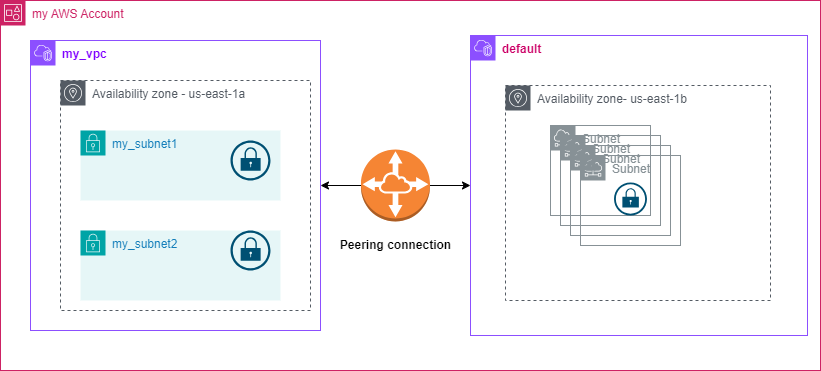 my AWS Account
my_vpc
default
Availability zone - us-east-1a
Availability zone- us-east-1b
my_subnet1
Subnet
Subnet
Subnet
Subnet
my_subnet2
Peering connection